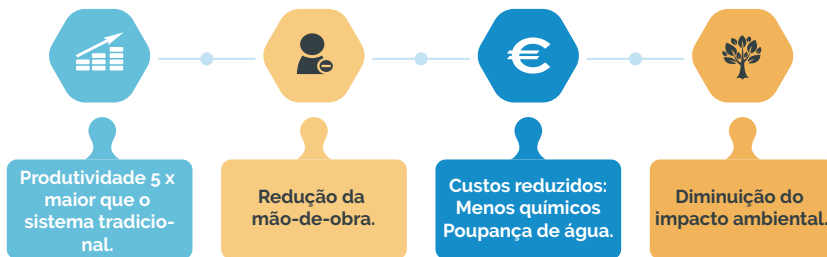 Produtividade 5 x
maior que o
sistema tradicio-
nal.
Redução da
mão-de-obra.
Custos reduzidos:
Menos químicos
Poupança de água.
Diminuição do
impacto ambiental.